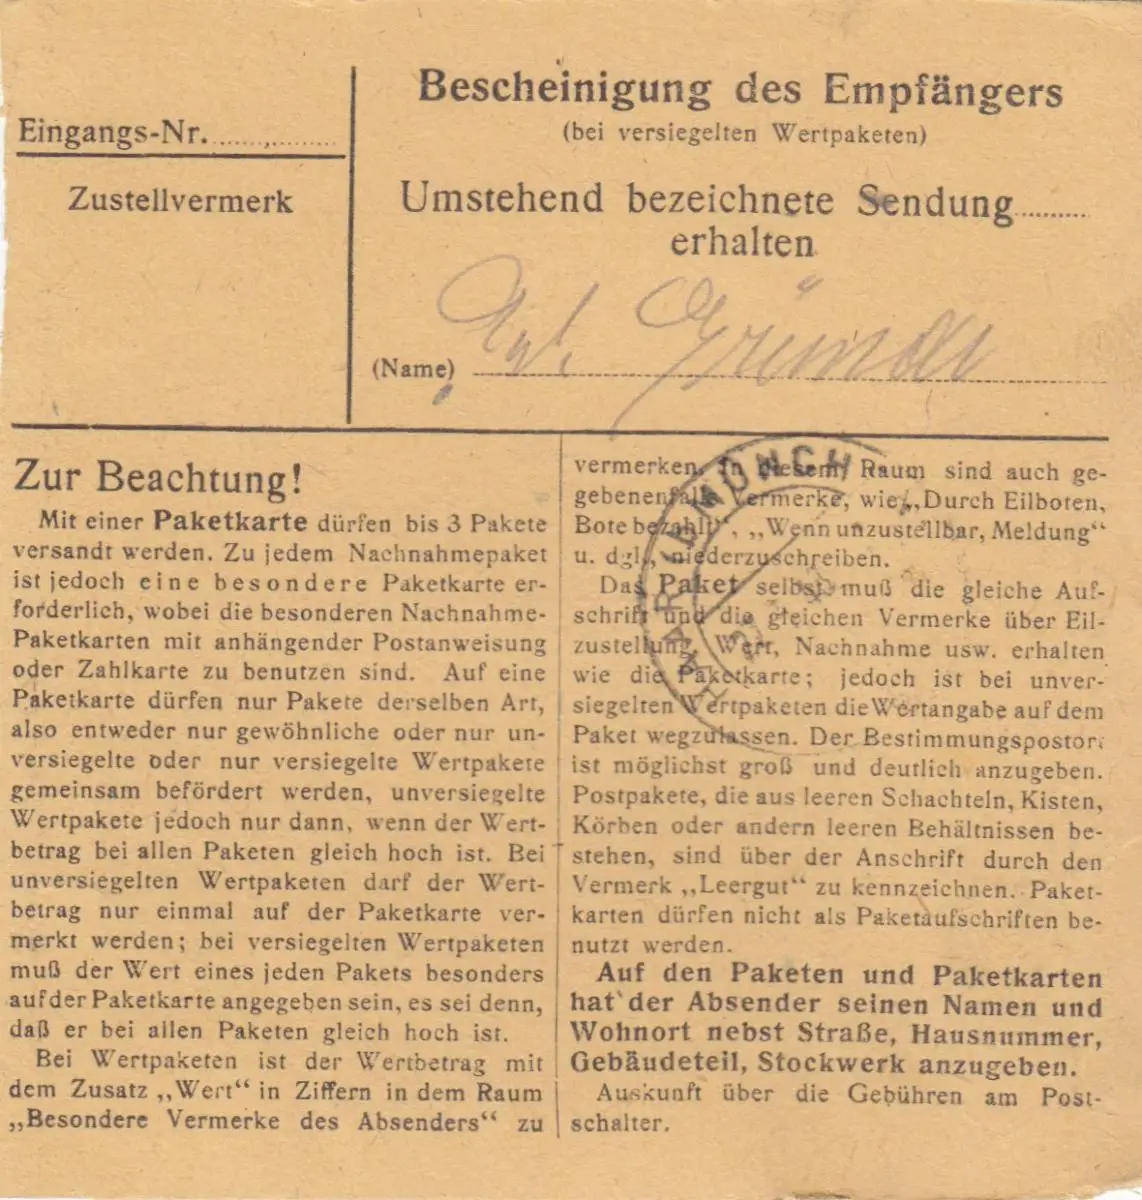 Eingangs-Nr.
Zustellvermerk
Bescheinigung des Empfängers
(bei versiegelten Wertpaketen)
Umstehend bezeichnete Sendung
erhalten
(Name)
Zur Beachtung!
Mit einer Paketkarte dürfen bis 3 Pakete
versandt werden. Zu jedem Nachnahmepaket
ist jedoch eine besondere Paketkarte er-
forderlich, wobei die besonderen Nachnahme-
Paketkarten mit anhängender Postanweisung
oder Zahlkarte zu benutzen sind. Auf eine
Paketkarte dürfen nur Pakete derselben Art,
also entweder nur gewöhnliche oder nur un-
versiegelte oder nur versiegelte Wertpakete
gemeinsam befördert werden, unversiegelte
Wertpakete jedoch nur dann, wenn der Wert-
betrag bei allen Paketen gleich hoch ist. Bei
unversiegelten Wertpaketen darf der Wert-
betrag nur einmal auf der Paketkarte ver-
merkt werden; bei versiegelten Wertpaketen
muß der Wert eines jeden Pakets besonders
auf der Paketkarte angegeben sein, es sei denn,
daß er bei allen Paketen gleich hoch ist.
Bei Wertpaketen ist der Wertbetrag mit
dem Zusatz „Wert“ in Ziffern in dem Raum
„Besondere Vermerke des Absenders“ zu
vermerken. In diesem Raum sind auch ge-
gebenenfalls Vermerke, wie „Durch Eilboten,
Bote bezahlt“, „Wenn unzustellbar, Meldung“
u. dgl., niederzuschreiben.
Das Paket selbst muß die gleiche Auf-
schrift und die gleichen Vermerke über Eil-
zustellung, Wert, Nachnahme usw. erhalten
wie die Paketkarte; jedoch ist bei unver-
siegelten Wertpaketen die Wertangabe auf dem
Paket wegzulassen. Der Bestimmungspostort
ist möglichst groß und deutlich anzugeben.
Postpakete, die aus leeren Schachteln, Kisten,
Körben oder andern leeren Behältnissen be-
stehen, sind über der Anschrift durch den
Vermerk „Leergut“ zu kennzeichnen. Paket-
karten dürfen nicht als Paketaufschriften be-
nutzt werden.
Auf den Paketen und Paketkarten
hat der Absender seinen Namen und
Wohnort nebst Straße, Hausnummer,
Gebäudeteil, Stockwerk anzugeben.
Auskunft über die Gebühren am Post-
schalter.